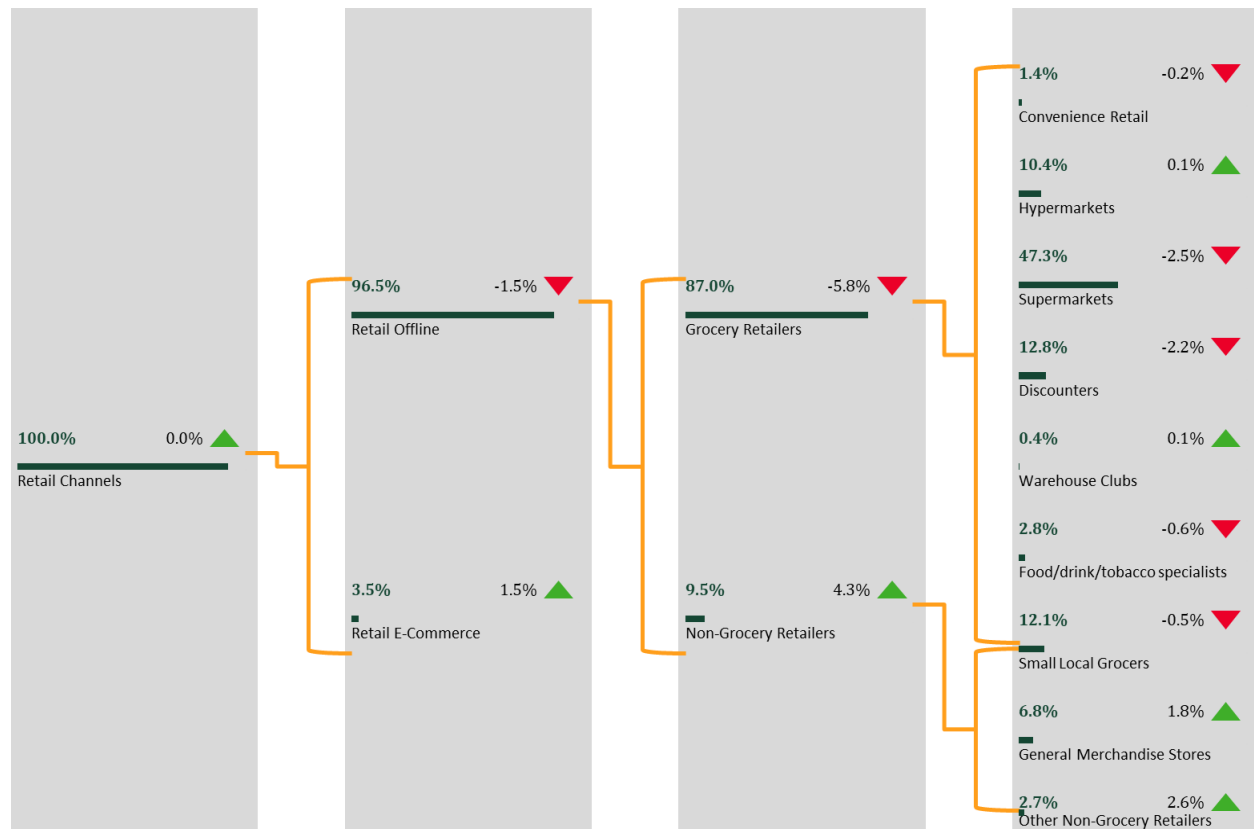 100.0% 0.0%
Retail Channels
96.5% -1.5%
Retail Offline
3.5% 1.5%
Retail E-Commerce
87.0% -5.8%
Grocery Retailers
9.5% 4.3%
Non-Grocery Retailers
1.4% -0.2%
Convenience Retail
10.4% 0.1%
Hypermarkets
47.3% -2.5%
Supermarkets
12.8% -2.2%
Discounters
0.4% 0.1%
Warehouse Clubs
2.8% -0.6%
Food/drink/tobacco specialists
12.1% -0.5%
Small Local Grocers
6.8% 1.8%
General Merchandise Stores
2.7% 2.6%
Other Non-Grocery Retailers